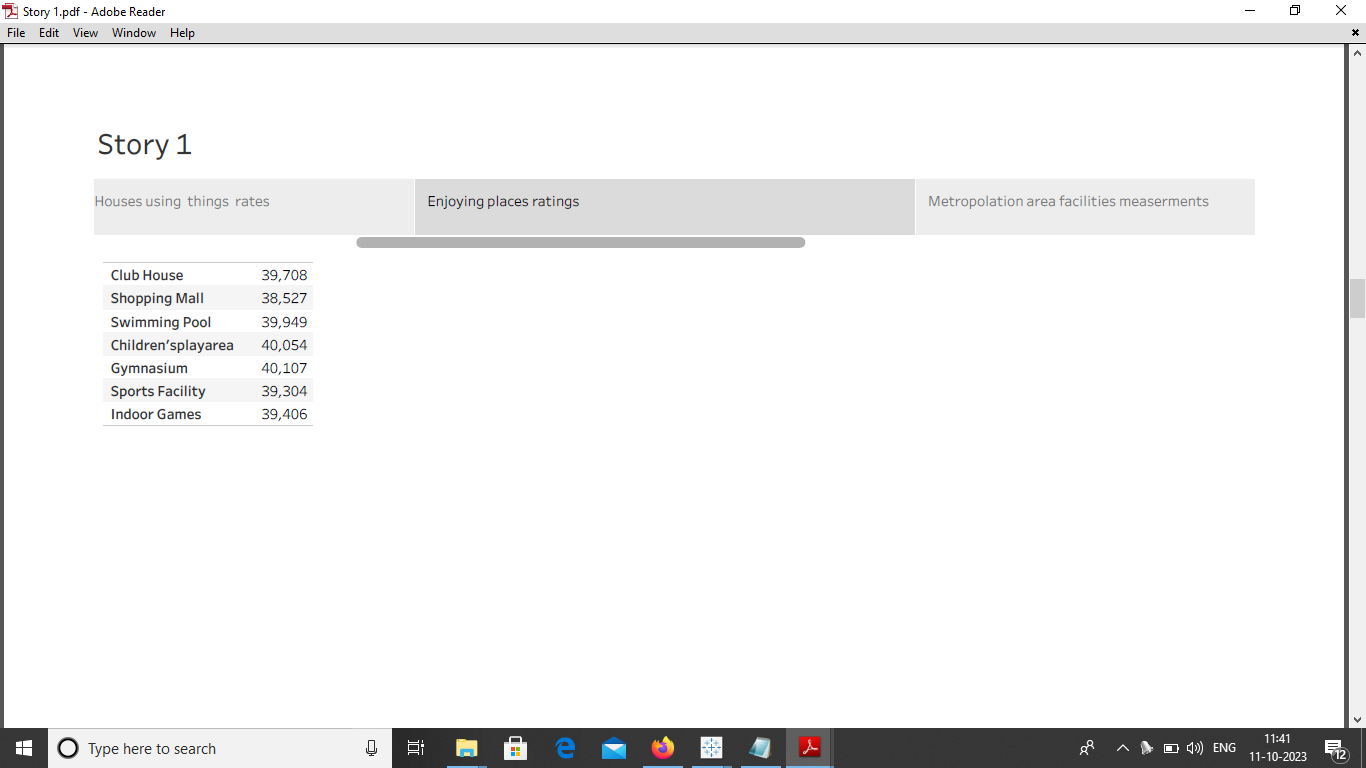 Story 1.pdf - Adobe Reader
File Edit View Window Help
Story 1
Houses using things rates
Enjoying places ratings
Metropolation area facilities measerments
Club House 39,708
Shopping Mall 38,527
Swimming Pool 39,949
Children’splayarea 40,054
Gymnasium 40,107
Sports Facility 39,304
Indoor Games 39,406
Type here to search
ENG
11:41
11-10-2023
12